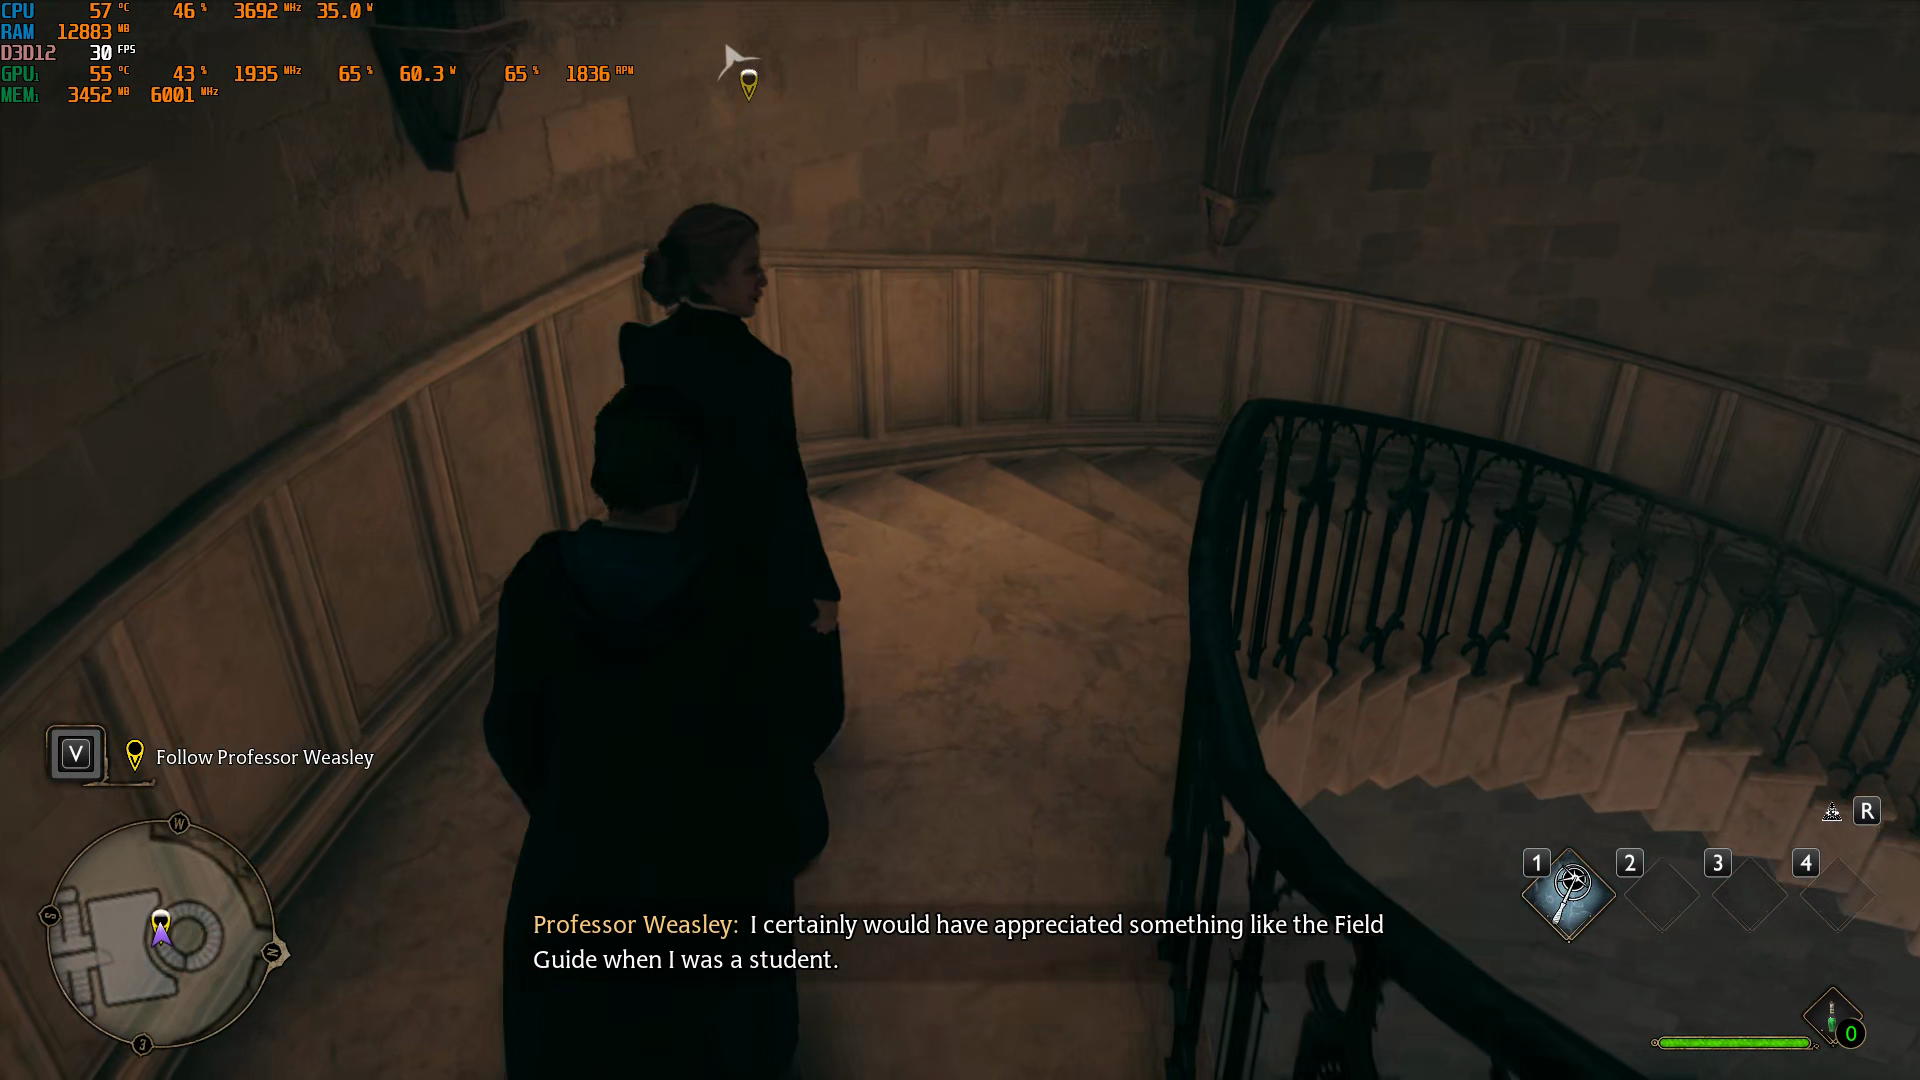 CPU 57 °C 46 % 3692 MHz 35.0 W
RAM 12883 MB
D3D12 30 FPS
GPU1 55 °C 43 % 1935 MHz 65 % 60.3 W 65 % 1836 RPM
MEM1 3452 MB 6001 MHz
V Follow Professor Weasley
W
S
N
3
R
1 2 3 4
Professor Weasley: I certainly would have appreciated something like the Field
Guide when I was a student.
0